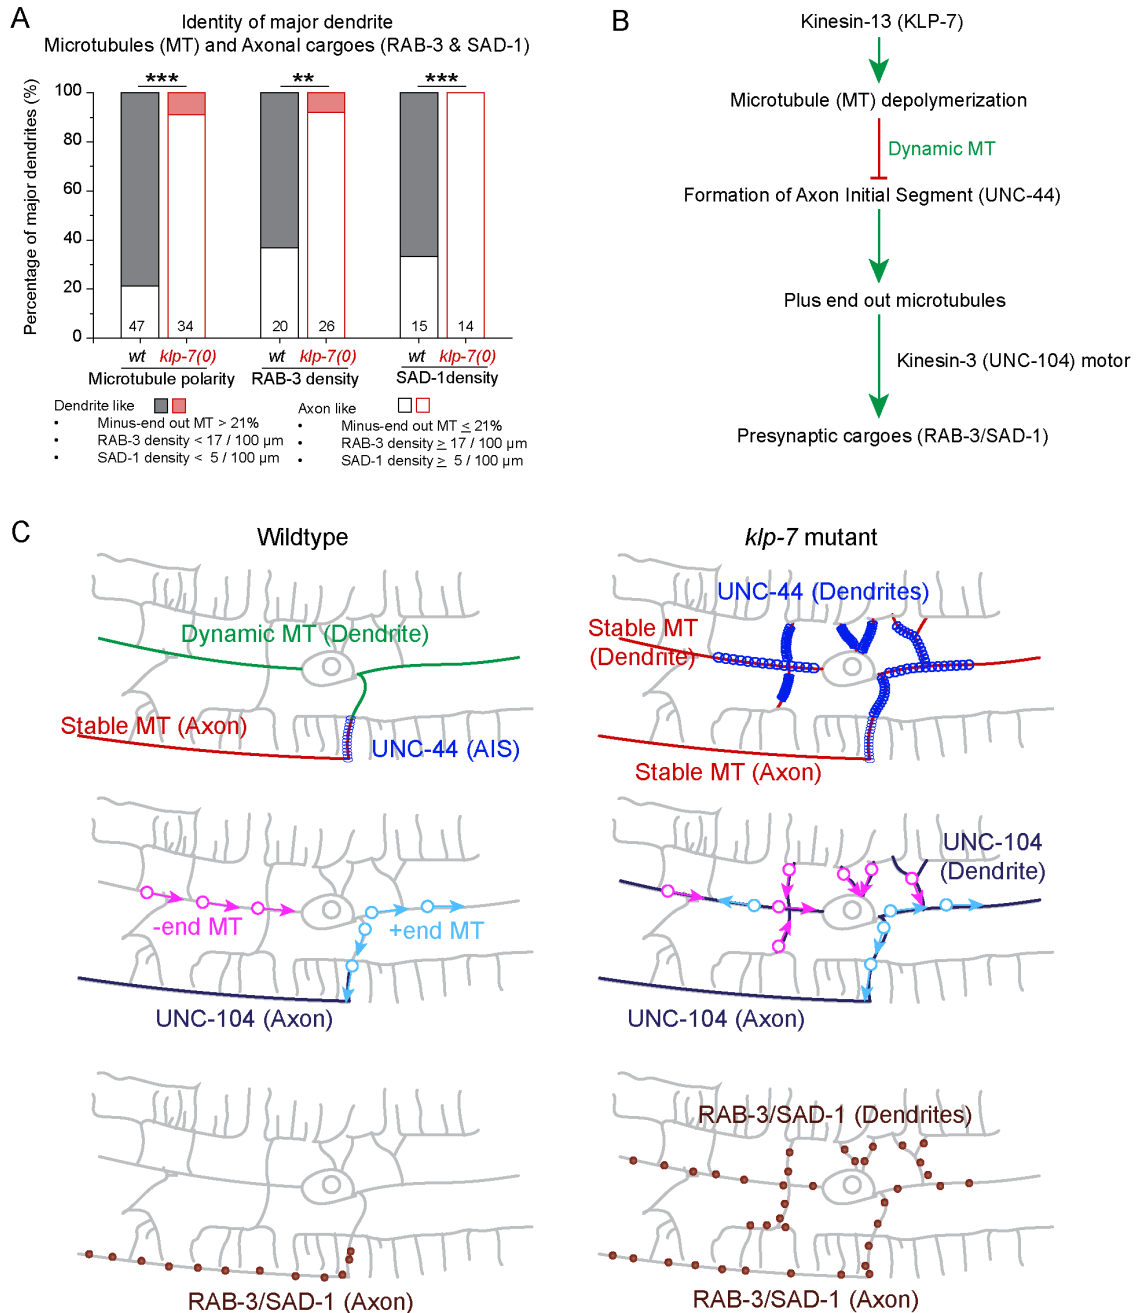 A
Identity of major dendrite
Microtubules (MT) and Axonal cargoes (RAB-3 & SAD-1)
Percentage of major dendrites (%)
100
80
60
40
20
0
***
**
***
47
34
20
26
15
14
wt
klp-7(0)
wt
klp-7(0)
wt
klp-7(0)
Microtubule polarity
RAB-3 density
SAD-1density
Dendrite like
• Minus-end out MT > 21%
• RAB-3 density < 17 / 100 µm
• SAD-1 density < 5 / 100 µm
Axon like
• Minus-end out MT ≤ 21%
• RAB-3 density ≥ 17 / 100 µm
• SAD-1 density ≥ 5 / 100 µm
B
Kinesin-13 (KLP-7)
Microtubule (MT) depolymerization
Dynamic MT
Formation of Axon Initial Segment (UNC-44)
Plus end out microtubules
Kinesin-3 (UNC-104) motor
Presynaptic cargoes (RAB-3/SAD-1)
C
Wildtype
klp-7 mutant
Dynamic MT (Dendrite)
Stable MT (Axon)
UNC-44 (AIS)
UNC-44 (Dendrites)
Stable MT
(Dendrite)
Stable MT (Axon)
-end MT
+end MT
UNC-104 (Axon)
UNC-104
(Dendrite)
UNC-104 (Axon)
RAB-3/SAD-1 (Axon)
RAB-3/SAD-1 (Dendrites)
RAB-3/SAD-1 (Axon)